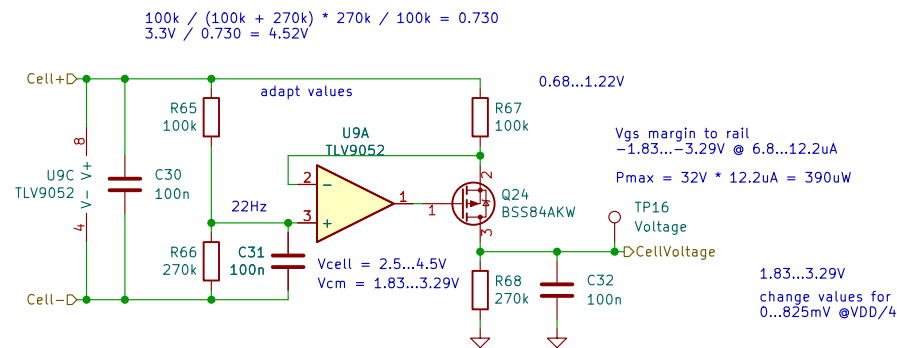 100k / (100k + 270k) * 270k / 100k = 0.730
3.3V / 0.730 = 4.52V
Cell+
adapt values
0.68...1.22V
R65
100k
R67
100k
U9A
TLV9052
Vgs margin to rail
-1.83...-3.29V @ 6.8...12.2uA
Pmax = 32V * 12.2uA = 390uW
8
V+
U9C
TLV9052
V-
4
C30
100n
2
-
1
3
+
22Hz
1
2
3
Q24
BSS84AKW
TP16
Voltage
R66
270k
C31
100n
Vcell = 2.5...4.5V
Vcm = 1.83...3.29V
CellVoltage
R68
270k
C32
100n
1.83...3.29V
change values for
0...825mV @VDD/4
Cell-